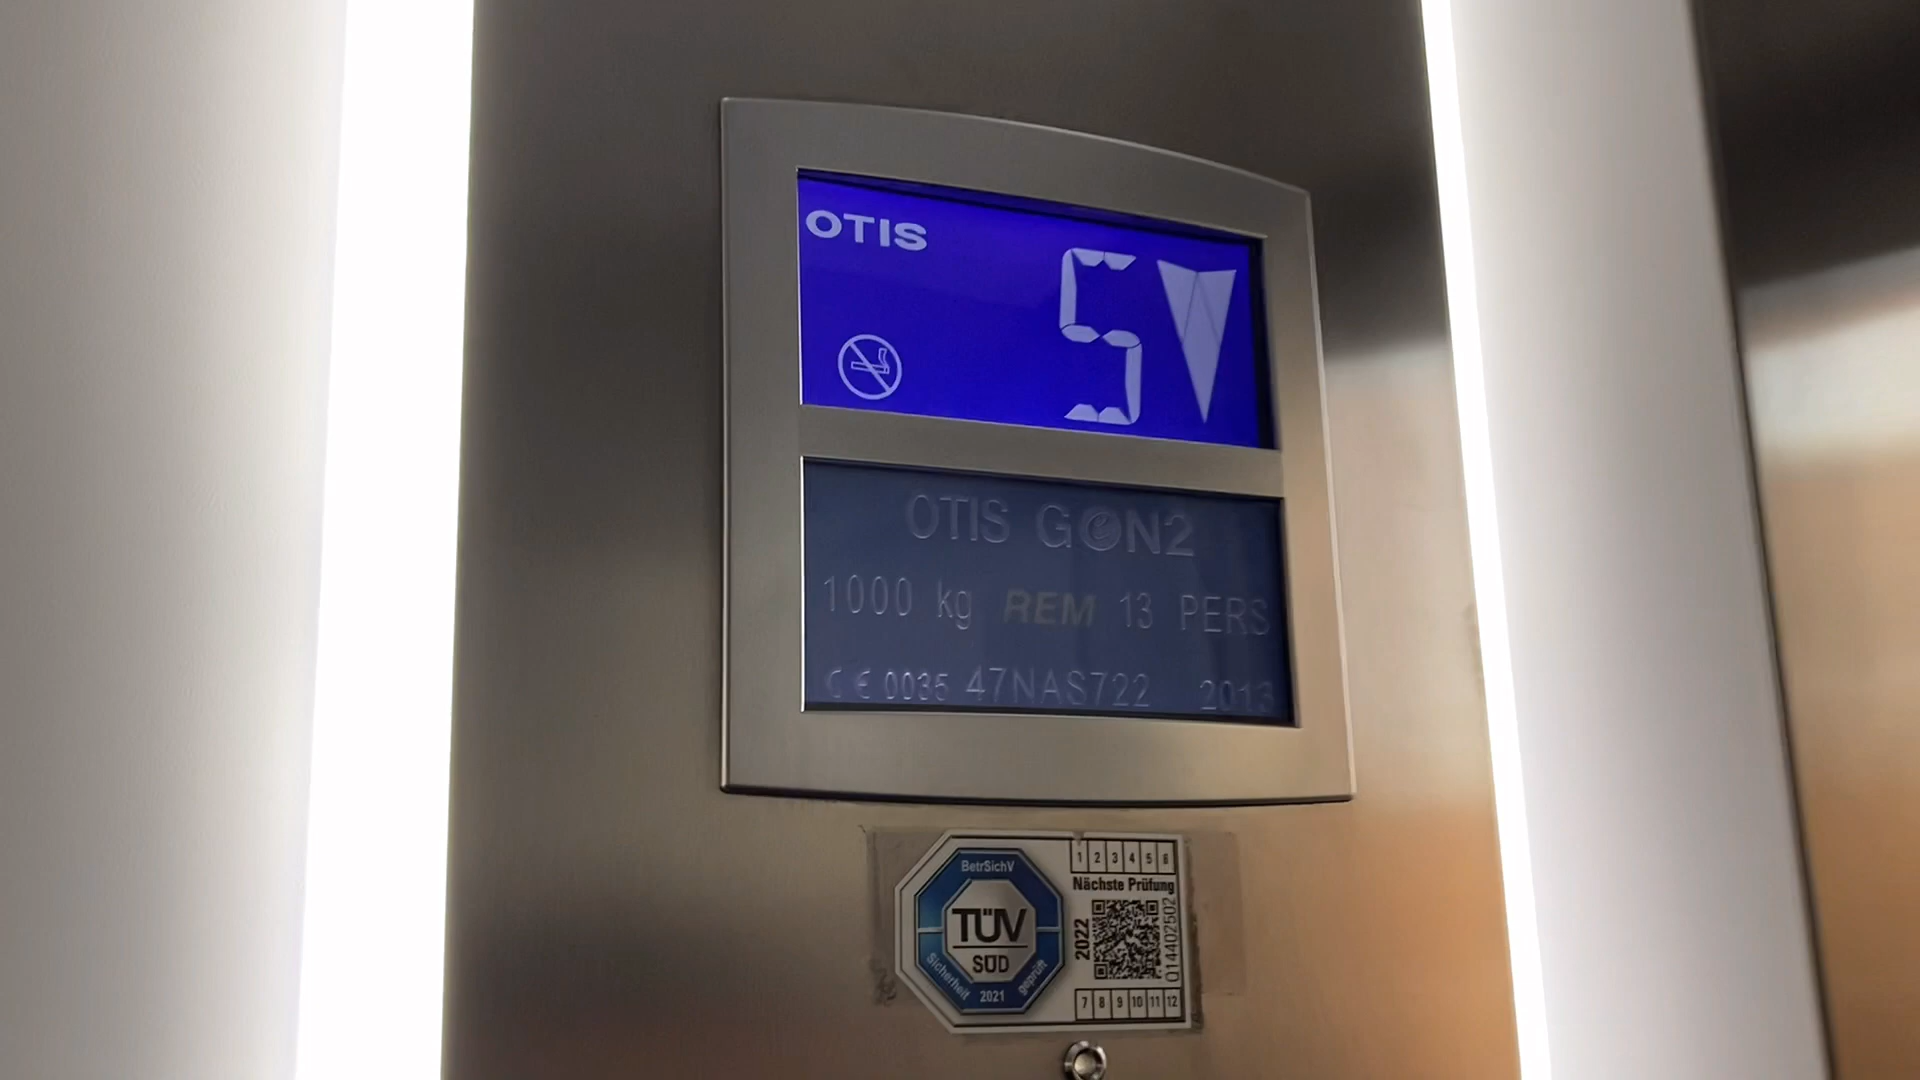 OTIS
5
OTIS GeN2
1000 kg REM 13 PERS
CE 0035 47NAS722 2013
BetrSichV
TÜV
SÜD
Sicherheit 2021 geprüft
1 2 3 4 5 6
Nächste Prüfung
2022
014402502
7 8 9 10 11 12